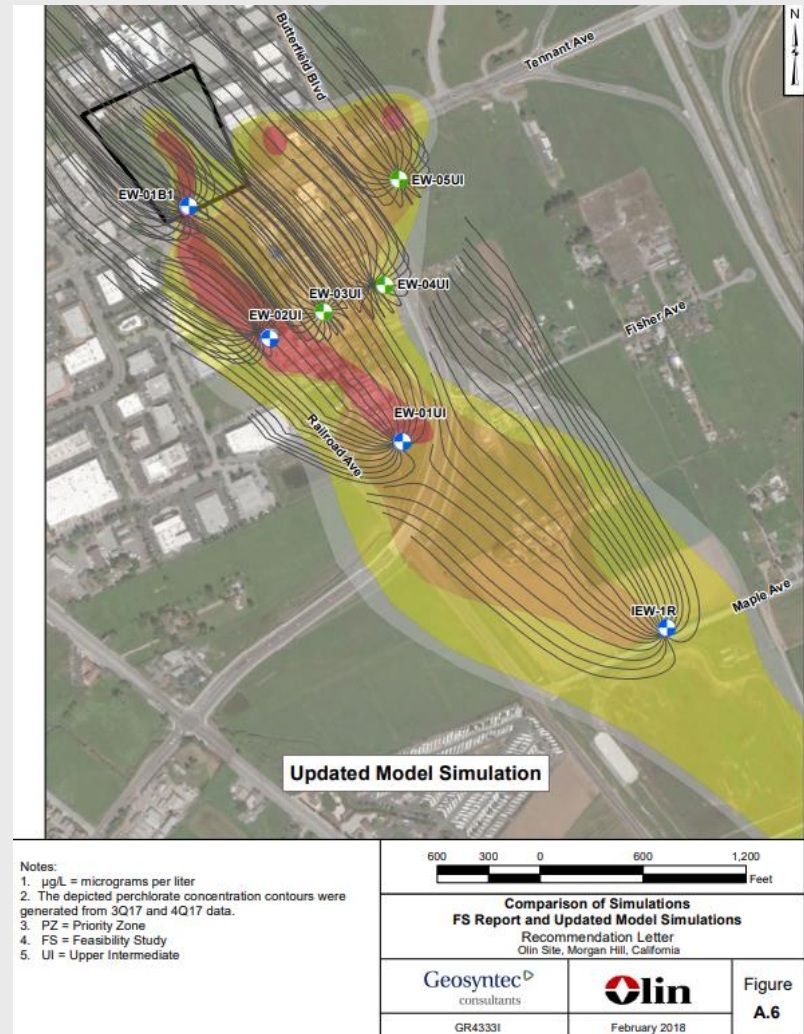 N
Butterfield Blvd
Tennant Ave
EW-01B1
EW-05UI
EW-04UI
EW-03UI
EW-02UI
Fisher Ave
EW-01UI
Railroad Ave
IEW-1R
Maple Ave
Updated Model Simulation
Notes:
1. µg/L = micrograms per liter
2. The depicted perchlorate concentration contours were
generated from 3Q17 and 4Q17 data.
3. PZ = Priority Zone
4. FS = Feasibility Study
5. UI = Upper Intermediate
600 300 0 600 1,200
Feet
Comparison of Simulations
FS Report and Updated Model Simulations
Recommendation Letter
Olin Site, Morgan Hill, California
Geosyntec
consultants
Olin
Figure
A.6
GR4333I
February 2018